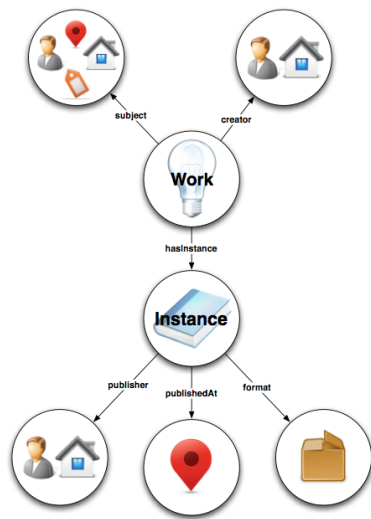 subject
creator
Work
hasInstance
Instance
publisher
publishedAt
format